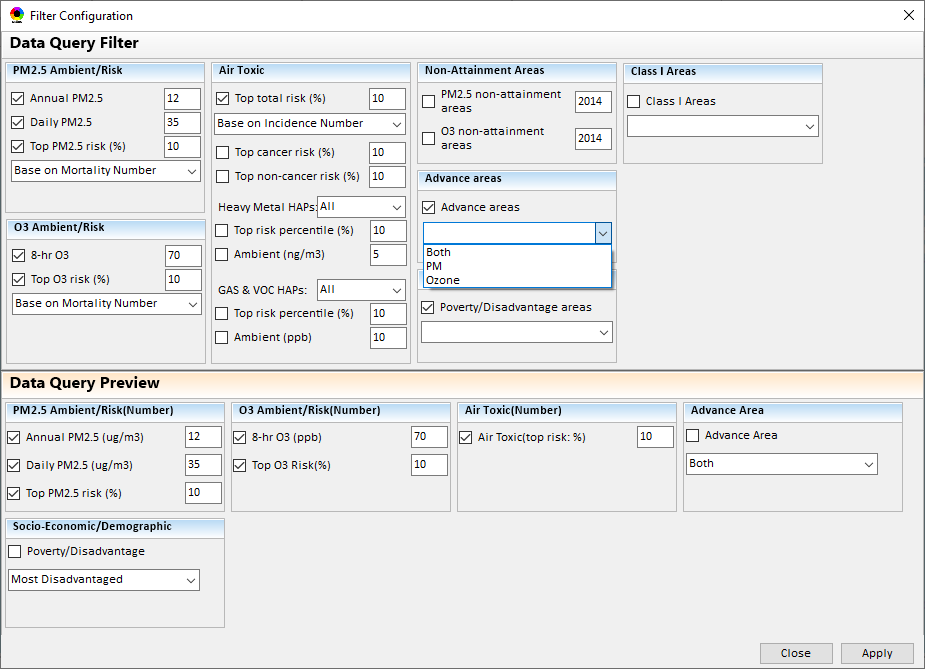 Filter Configuration
Data Query Filter
PM2.5 Ambient/Risk
Annual PM2.5 12
Daily PM2.5 35
Top PM2.5 risk (%) 10
Base on Mortality Number
O3 Ambient/Risk
8-hr O3 70
Top O3 risk (%) 10
Base on Mortality Number
Air Toxic
Top total risk (%) 10
Base on Incidence Number
Top cancer risk (%) 10
Top non-cancer risk (%) 10
Heavy Metal HAPs: All
Top risk percentile (%) 10
Ambient (ng/m3) 5
GAS & VOC HAPs: All
Top risk percentile (%) 10
Ambient (ppb) 10
Non-Attainment Areas
PM2.5 non-attainment
areas 2014
O3 non-attainment
areas 2014
Advance areas
Advance areas
Both
PM
Ozone
Poverty/Disadvantage areas
Class I Areas
Class I Areas
Data Query Preview
PM2.5 Ambient/Risk(Number)
Annual PM2.5 (ug/m3) 12
Daily PM2.5 (ug/m3) 35
Top PM2.5 risk (%) 10
O3 Ambient/Risk(Number)
8-hr O3 (ppb) 70
Top O3 Risk(%) 10
Air Toxic(Number)
Air Toxic(top risk: %) 10
Advance Area
Advance Area
Both
Socio-Economic/Demographic
Poverty/Disadvantage
Most Disadvantaged
Close
Apply